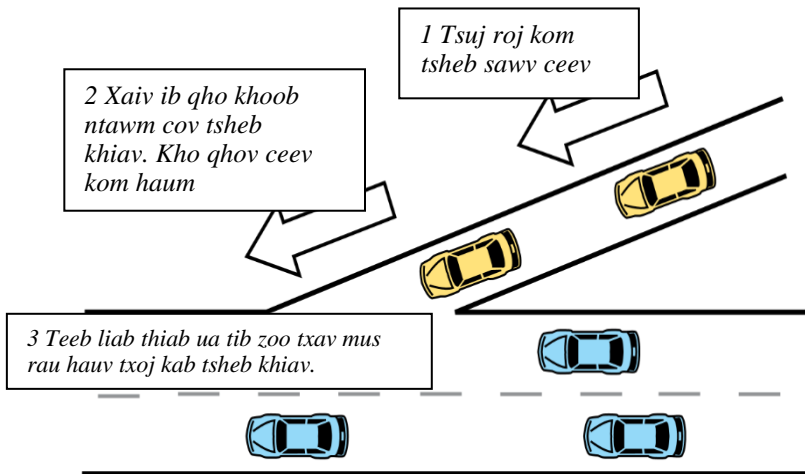 1 Tsuj roj kom
tsheb sawv ceev
2 Xaiv ib qho khoob
ntawm cov tsheb
khiav. Kho qhov ceev
kom haum
3 Teeb liab thiab ua tib zoo txav mus
rau hauv txoj kab tsheb khiav.